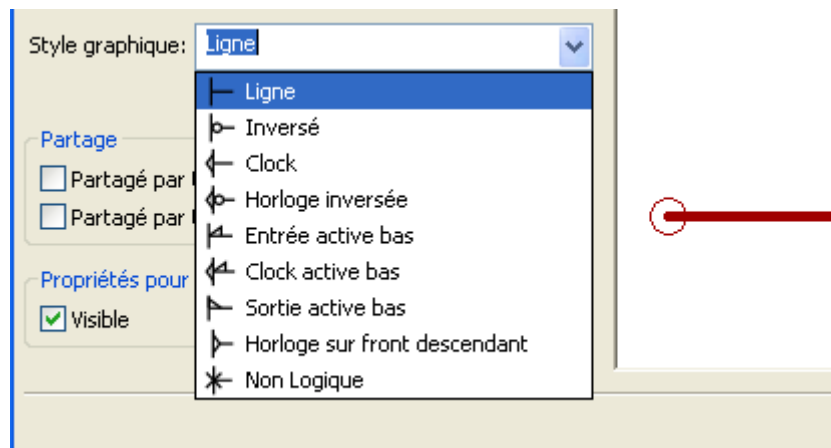 Style graphique: Ligne
Ligne
Inversé
Clock
Horloge inversée
Entrée active bas
Clock active bas
Sortie active bas
Horloge sur front descendant
Non Logique
Partage
Partagé par
Partagé par
Propriétés pour
Visible